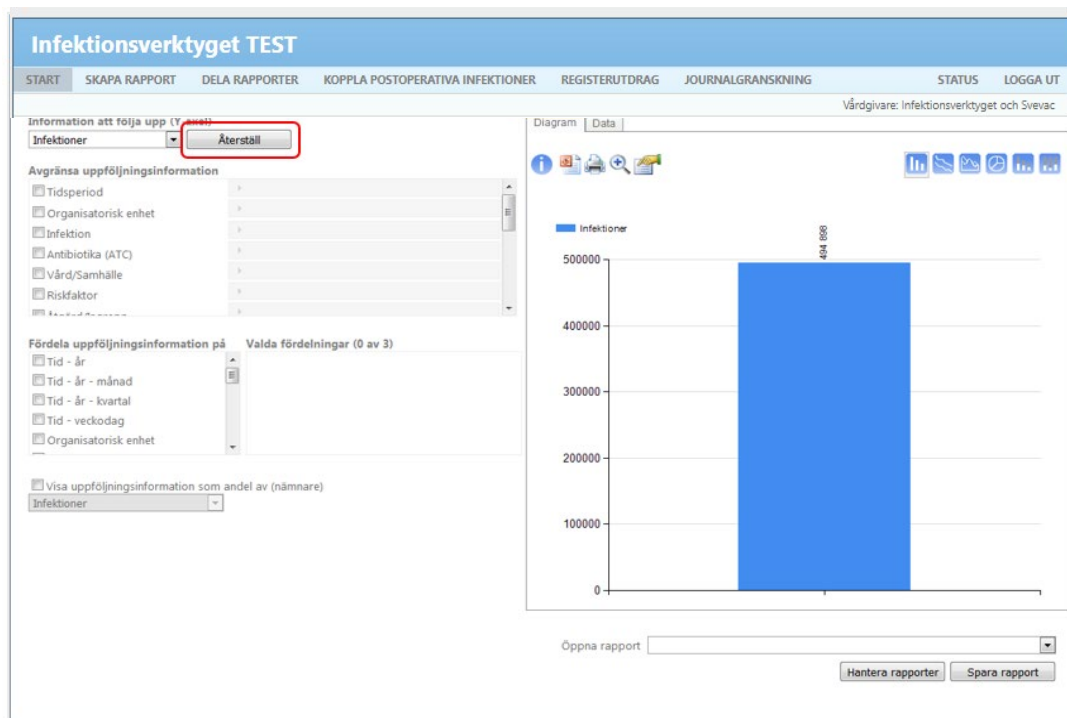 Infektionsverktyget TEST
START SKAPA RAPPORT DELA RAPPORTER KOPPLA POSTOPERATIVA INFEKTIONER REGISTERUTDRAG JOURNALGRANSKNING STATUS LOGGA UT
Vårdgivare: Infektionsverktyget och Svevac
Information att följa upp (Y-axel)
Infektioner Återställ
Avgränsa uppföljningsinformation
Tidsperiod
Organisatorisk enhet
Infektion
Antibiotika (ATC)
Vård/Samhälle
Riskfaktor
Fördela uppföljningsinformation på Valda fördelningar (0 av 3)
Tid - år
Tid - år - månad
Tid - år - kvartal
Tid - veckodag
Organisatorisk enhet
Visa uppföljningsinformation som andel av (nämnare)
Infektioner
Diagram Data
Infektioner
494 898
500000
400000
300000
200000
100000
0
Öppna rapport
Hantera rapporter Spara rapport